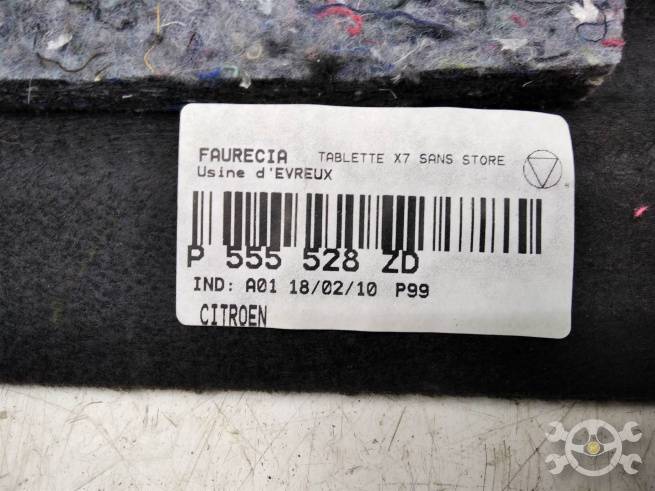 FAURECIA TABLETTE X7 SANS STORE
Usine d'EVREUX
P 555 528 ZD
IND: A01 18/02/10 P99
CITROEN